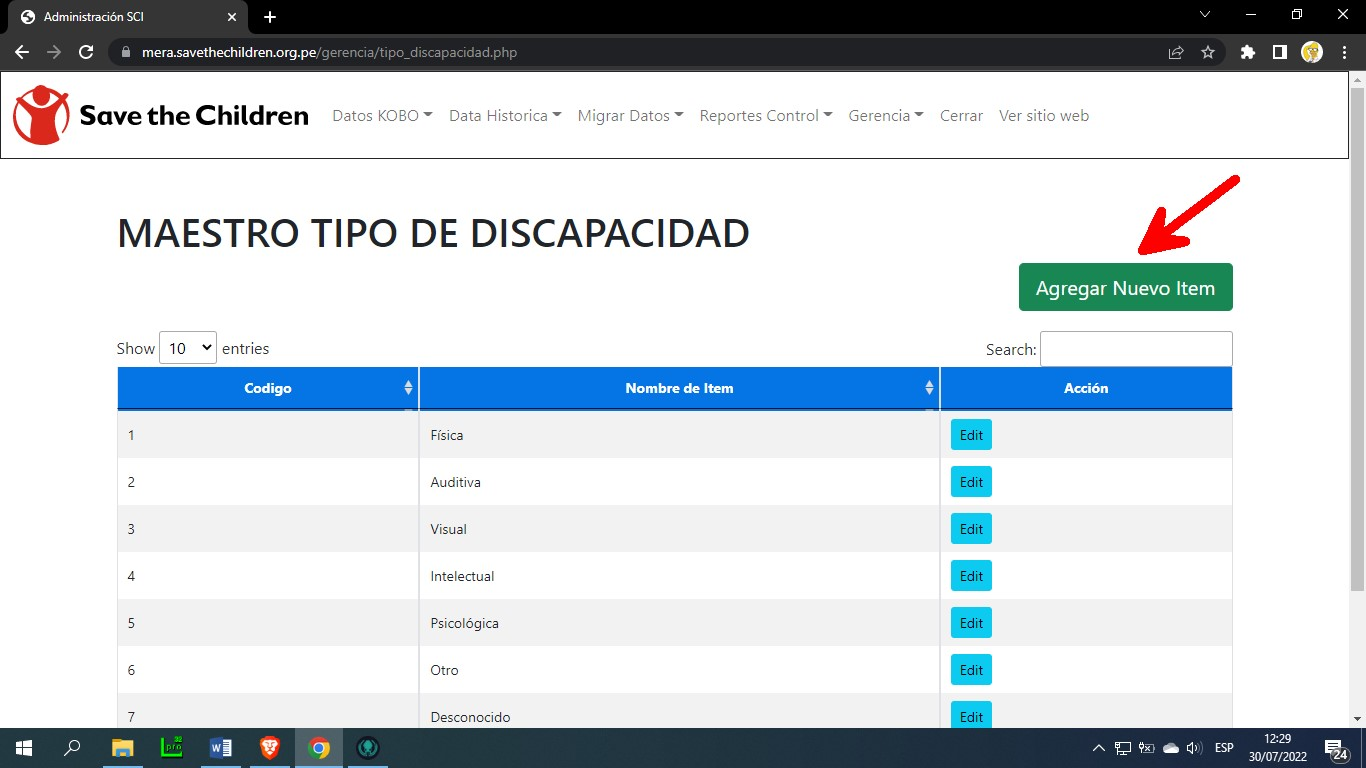 Administración SCI
mera.savethechildren.org.pe/gerencia/tipo_discapacidad.php
Save the Children Datos KOBO Data Historica Migrar Datos Reportes Control Gerencia Cerrar Ver sitio web
MAESTRO TIPO DE DISCAPACIDAD
Agregar Nuevo Item
Show 10 entries Search:
Codigo Nombre de Item Acción
1 Física Edit
2 Auditiva Edit
3 Visual Edit
4 Intelectual Edit
5 Psicológica Edit
6 Otro Edit
7 Desconocido Edit
ESP
12:29
30/07/2022
24